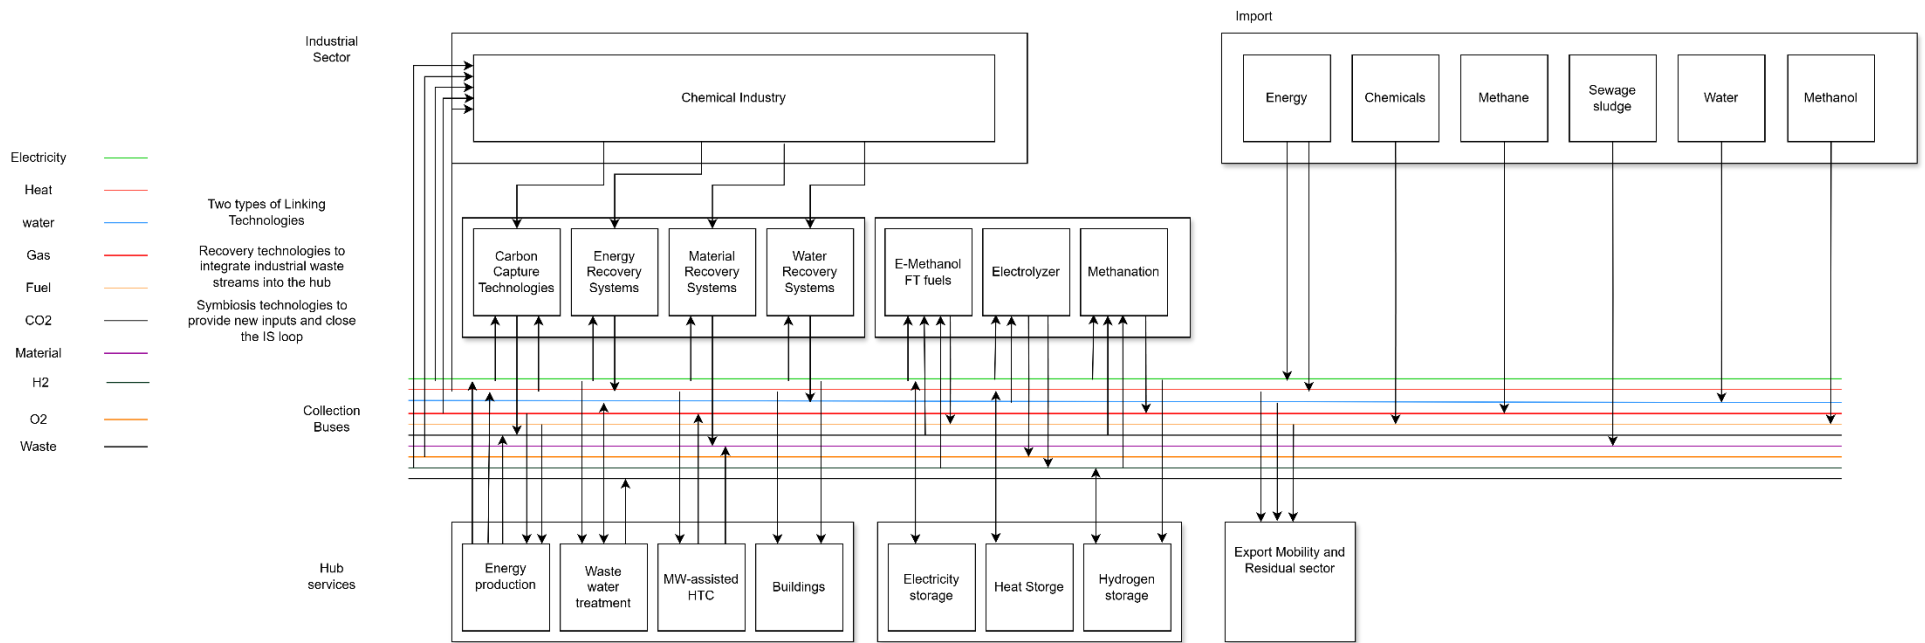 Import
Industrial
Sector
Chemical Industry
Energy
Chemicals
Methane
Sewage
sludge
Water
Methanol
Electricity
Heat
water
Gas
Fuel
CO2
Material
H2
O2
Waste
Two types of Linking
Technologies
Recovery technologies to
integrate industrial waste
streams into the hub
Symbiosis technologies to
provide new inputs and close
the IS loop
Carbon
Capture
Technologies
Energy
Recovery
Systems
Material
Recovery
Systems
Water
Recovery
Systems
E-Methanol
FT fuels
Electrolyzer
Methanation
Collection
Buses
Hub
services
Energy
production
Waste
water
treatment
MW-assisted
HTC
Buildings
Electricity
storage
Heat Storge
Hydrogen
storage
Export Mobility and
Residual sector